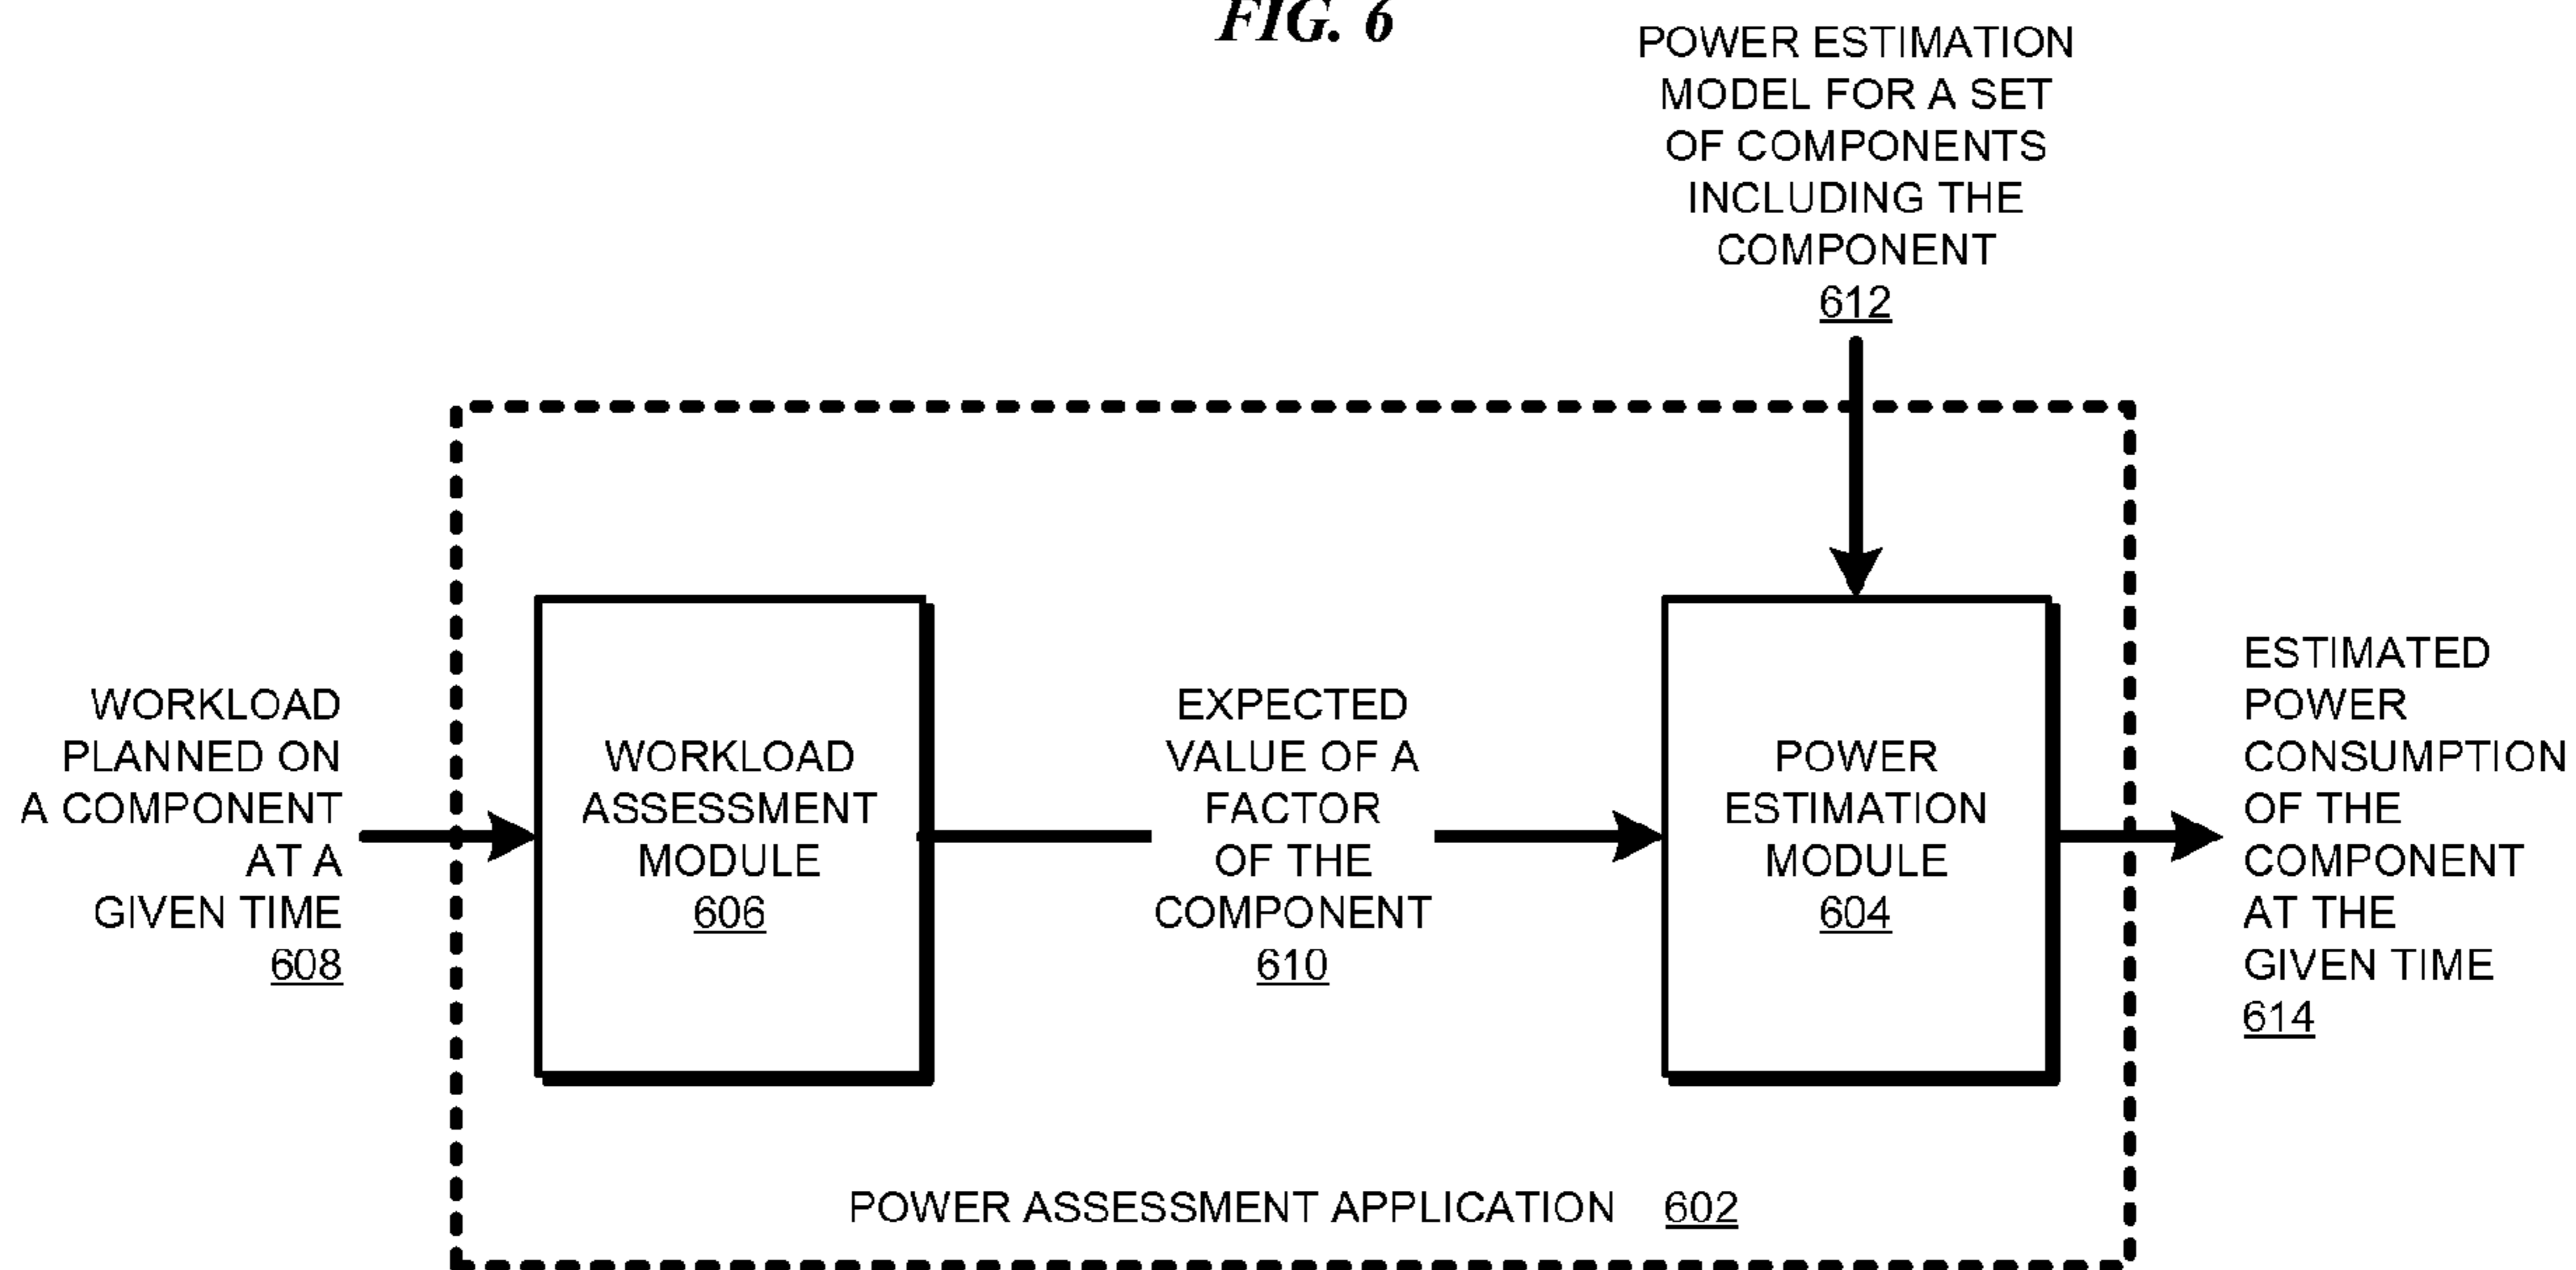 FIG. 6
POWER ESTIMATION
MODEL FOR A SET
OF COMPONENTS
INCLUDING THE
COMPONENT
612
WORKLOAD
PLANNED ON
A COMPONENT
AT A
GIVEN TIME
608
WORKLOAD
ASSESSMENT
MODULE
606
EXPECTED
VALUE OF A
FACTOR
OF THE
COMPONENT
610
POWER
ESTIMATION
MODULE
604
ESTIMATED
POWER
CONSUMPTION
OF THE
COMPONENT
AT THE
GIVEN TIME
614
POWER ASSESSMENT APPLICATION 602